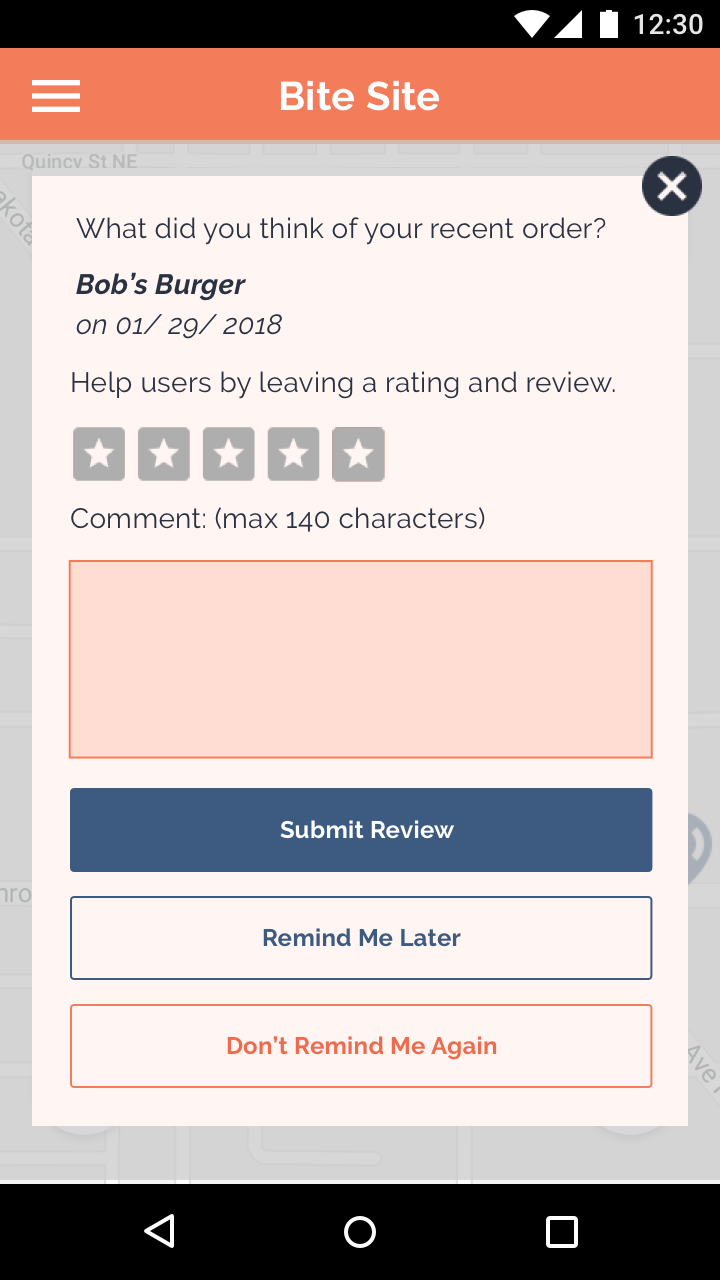 12:30
Bite Site
Quincy St NE
What did you think of your recent order?
Bob’s Burger
on 01/ 29/ 2018
Help users by leaving a rating and review.
Comment: (max 140 characters)
Submit Review
Remind Me Later
Don’t Remind Me Again
Ave